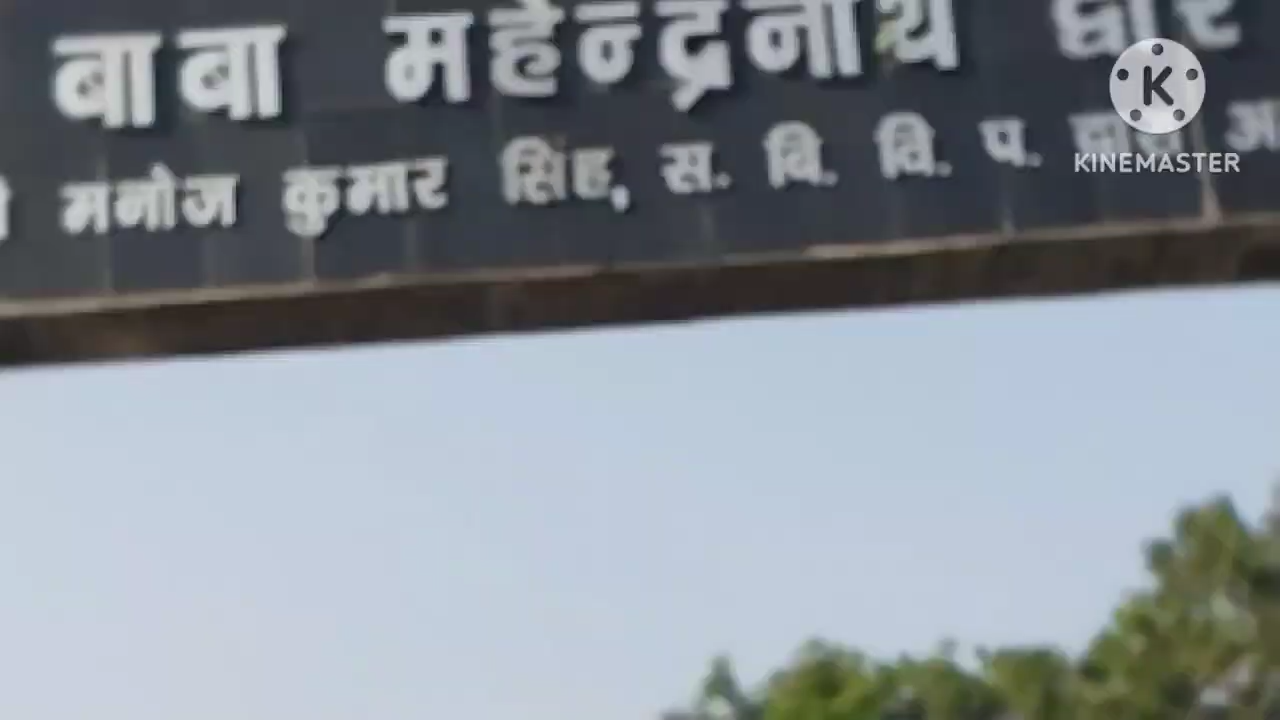 बाबा महेन्द्रनाथ द्वार
मनोज कुमार सिंह, स. वि. वि. प.
K
KINEMASTER